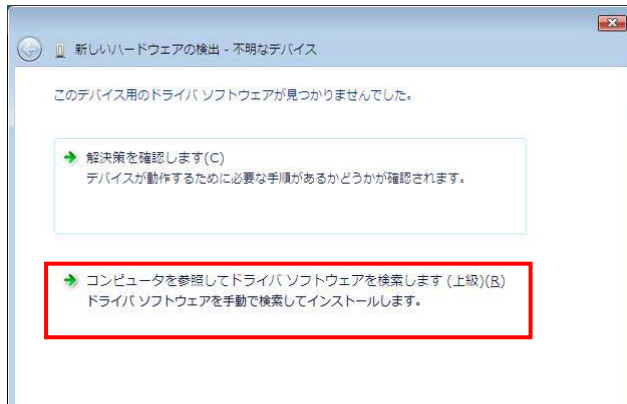 新しいハードウェアの検出 - 不明なデバイス
このデバイス用のドライバ ソフトウェアが見つかりませんでした。
解決策を確認します(C)
デバイスが動作するために必要な手順があるかどうかが確認されます。
コンピュータを参照してドライバ ソフトウェアを検索します (上級)(R)
ドライバ ソフトウェアを手動で検索してインストールします。